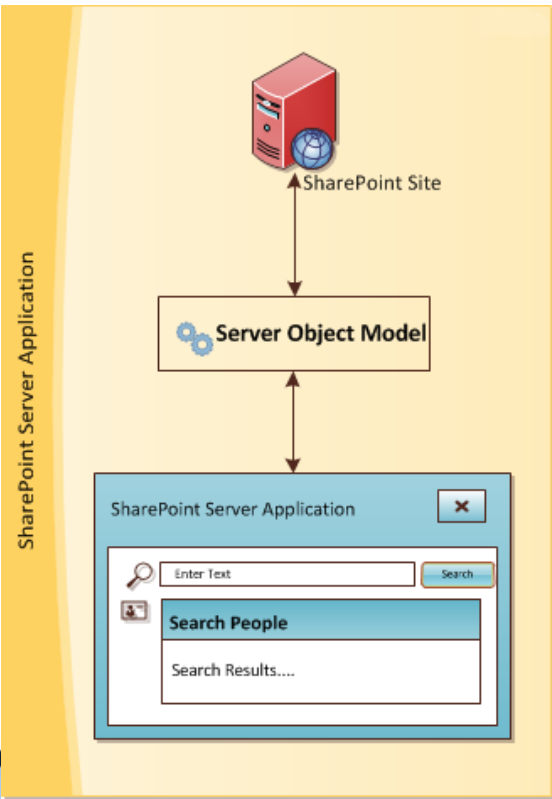 SharePoint Server Application
SharePoint Site
Server Object Model
SharePoint Server Application
Enter Text
Search
Search People
Search Results....